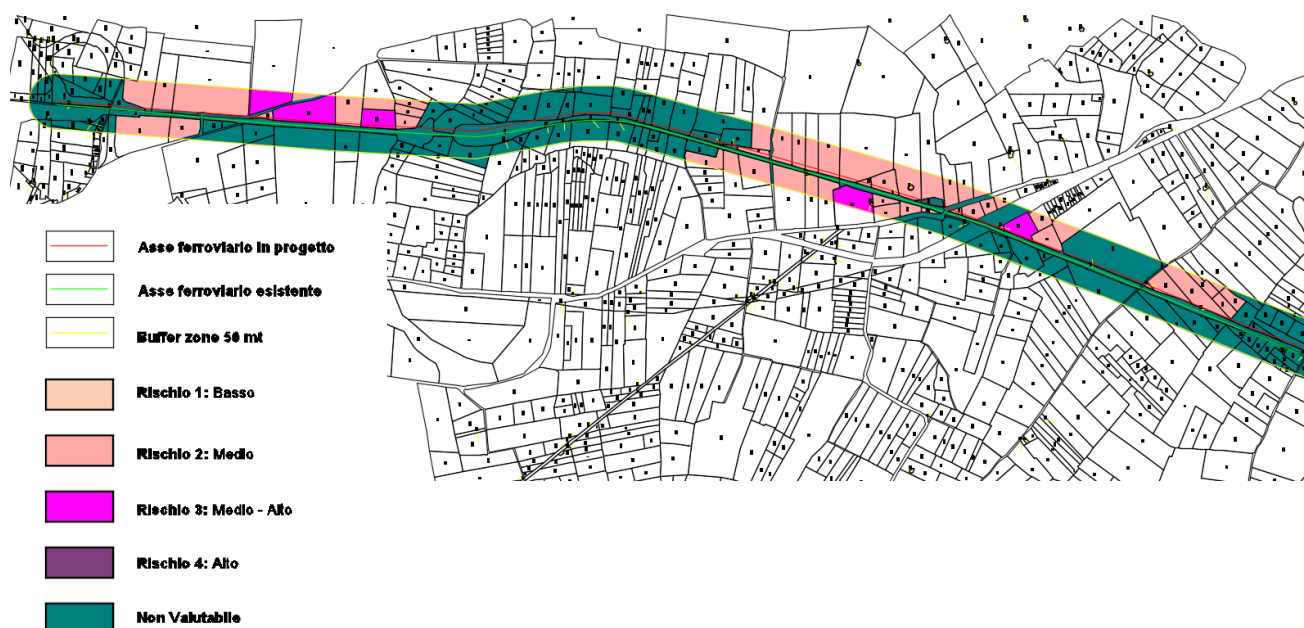 Asse ferroviario in progetto
Asse ferroviario esistente
Buffer zone 50 mt
Rischio 1: Basso
Rischio 2: Medio
Rischio 3: Medio - Alto
Rischio 4: Alto
Non Valutabile